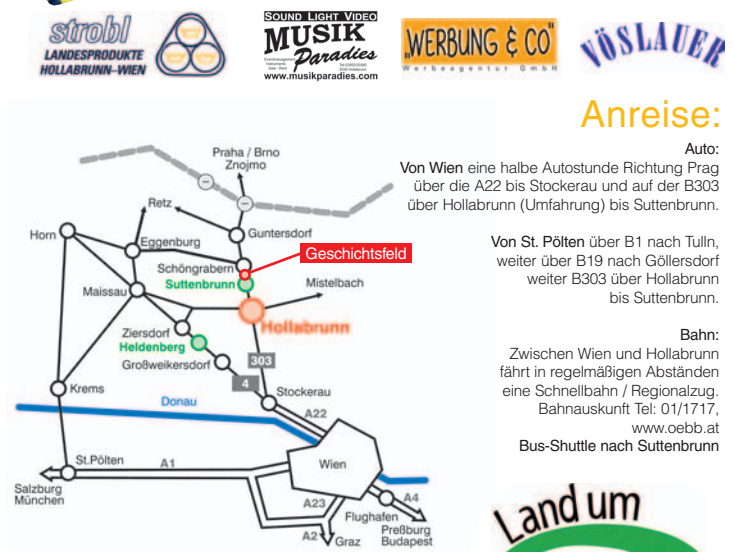 strobl
LANDESPRODUKTE
HOLLABRUNN–WIEN
SOUND LIGHT VIDEO
MUSIK
Paradies
www.musikparadies.com
„WERBUNG & CO"
Werbeagentur GmbH
VÖSLAUER
Anreise:
Auto:
Von Wien eine halbe Autostunde Richtung Prag
über die A22 bis Stockerau und auf der B303
über Hollabrunn (Umfahrung) bis Suttenbrunn.
Von St. Pölten über B1 nach Tulln,
weiter über B19 nach Göllersdorf
weiter B303 über Hollabrunn
bis Suttenbrunn.
Bahn:
Zwischen Wien und Hollabrunn
fährt in regelmäßigen Abständen
eine Schnellbahn / Regionalzug.
Bahnauskunft Tel: 01/1717,
www.oebb.at
Bus-Shuttle nach Suttenbrunn
Praha / Brno
Znojmo
Retz
Horn
Eggenburg
Guntersdorf
Geschichtsfeld
Schöngrabern
Suttenbrunn
Mistelbach
Maissau
Hollabrunn
Ziersdorf
Heldenberg
Großweikersdorf
303
4
Krems
Stockerau
Donau
A22
St.Pölten
A1
Wien
Salzburg
München
A23
A4
Flughafen
A2
Graz
Preßburg
Budapest
Land um